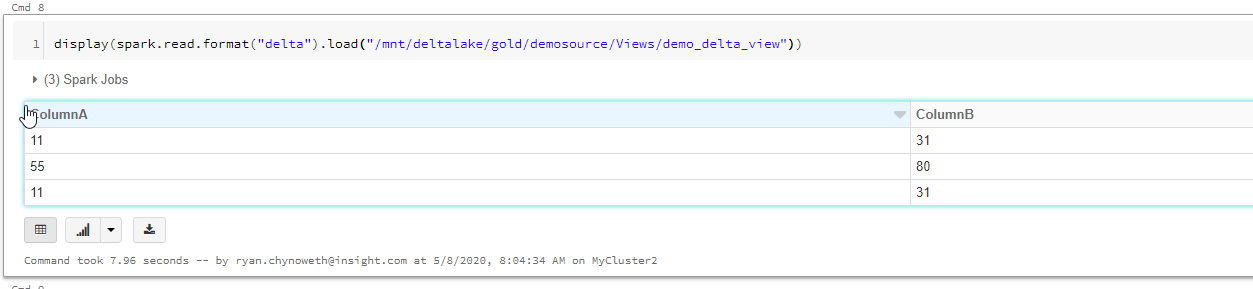 Cmd 8
1 display(spark.read.format("delta").load("/mnt/deltalake/gold/demosource/Views/demo_delta_view"))
(3) Spark Jobs
ColumnA ColumnB
11 31
55 80
11 31
Command took 7.96 seconds -- by ryan.chynoweth@insight.com at 5/8/2020, 8:04:34 AM on MyCluster2